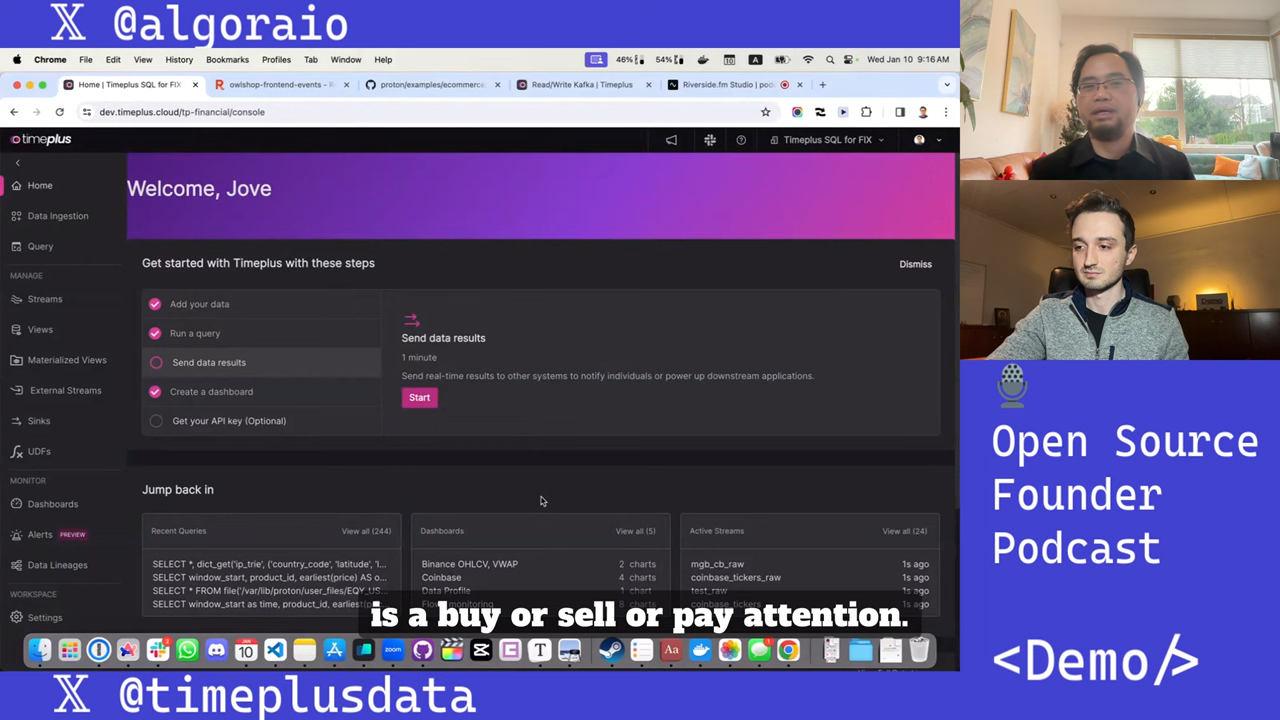 𝕏 @algoraio
Chrome File Edit View History Bookmarks Profiles Tab Window Help
46% 54% Wed Jan 10 9:16 AM
Home | Timeplus SQL for FIX
owlshop-frontend-events
proton/examples/ecommerce
Read/Write Kafka | Timeplus
Riverside.fm Studio
dev.timeplus.cloud/tp-financial/console
timeplus
Timeplus SQL for FIX
Home
Data Ingestion
Query
MANAGE
Streams
Views
Materialized Views
External Streams
Sinks
UDFs
MONITOR
Dashboards
Alerts PREVIEW
Data Lineages
WORKSPACE
Settings
Welcome, Jove
Get started with Timeplus with these steps
Dismiss
Add your data
Run a query
Send data results
Create a dashboard
Get your API key (Optional)
Send data results
1 minute
Send real-time results to other systems to notify individuals or power up downstream applications.
Start
Jump back in
Recent Queries View all (244)
SELECT *, dict_get('ip_trie', ('country_code', 'latitude', 'l...
SELECT window_start, product_id, earliest(price) AS o...
SELECT * FROM file('/var/lib/proton/user_files/EQY_US...
SELECT window_start as time, product_id, earliest(
Dashboards View all (5)
Binance OHLCV, VWAP 2 charts
Coinbase 4 charts
Data Profile
Active Streams View all (24)
mgb_cb_raw 1s ago
coinbase_tickers_raw 1s ago
test_raw 1s ago
is a buy or sell or pay attention.
𝕏 @timeplusdata
Open Source
Founder
Podcast
<Demo/>